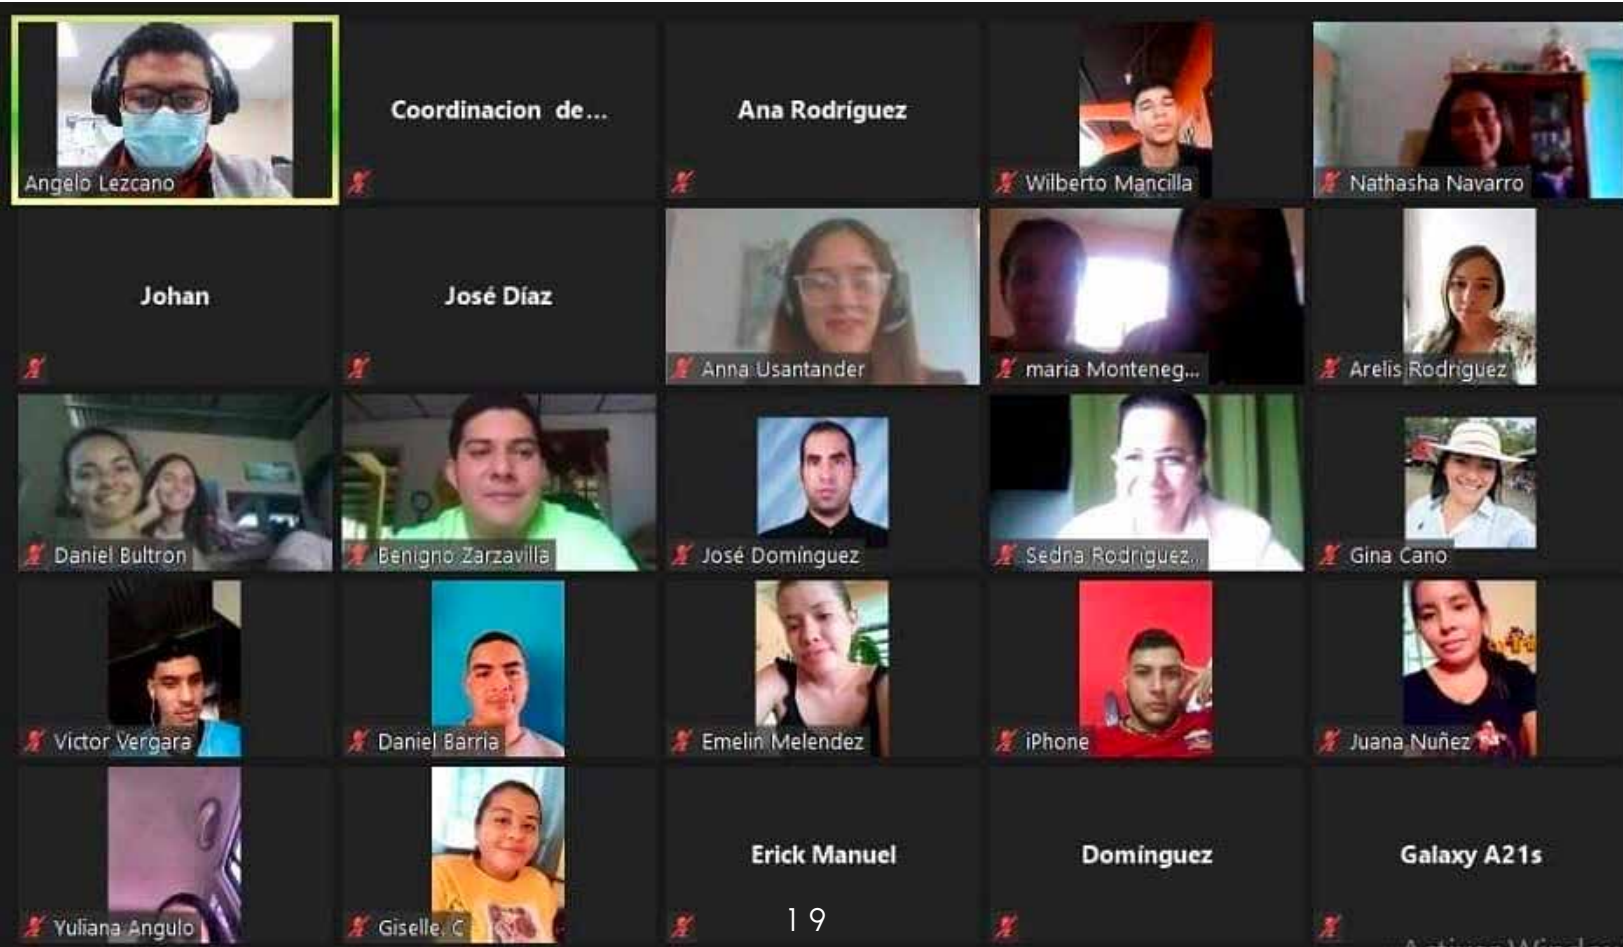 Coordinacion de...
Ana Rodríguez
Angelo Lezcano
Wilberto Mancilla
Nathasha Navarro
Johan
José Díaz
Anna Usantander
maria Monteneg...
Arelis Rodriguez
Daniel Bultron
Benigno Zarzavilla
José Domínguez
Sedna Rodríguez...
Gina Cano
Victor Vergara
Daniel Barria
Emelin Melendez
iPhone
Juana Nuñez
Erick Manuel
Domínguez
Galaxy A21s
Yuliana Angulo
Giselle. C
19